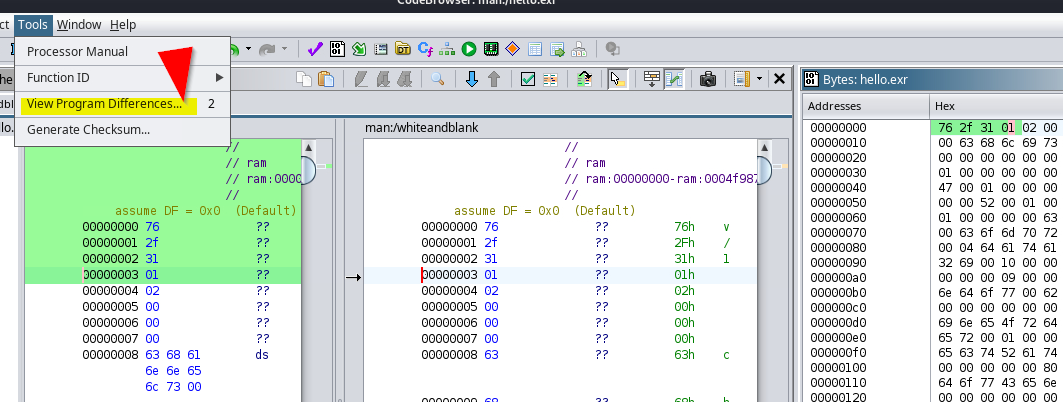 CodeBrowser: man:/hello.exr
ct Tools Window Help
Processor Manual
Function ID
View Program Differences... 2
Generate Checksum...
man:/whiteandblank
Bytes: hello.exr
Addresses Hex
//
// ram
// ram:0000
//
assume DF = 0x0 (Default)
00000000 76 ??
00000001 2f ??
00000002 31 ??
00000003 01 ??
00000004 02 ??
00000005 00 ??
00000006 00 ??
00000007 00 ??
00000008 63 68 61 ds
6e 6e 65
6c 73 00
//
// ram
// ram:00000000-ram:0004f987
//
assume DF = 0x0 (Default)
00000000 76 ?? 76h v
00000001 2f ?? 2Fh /
00000002 31 ?? 31h 1
00000003 01 ?? 01h
00000004 02 ?? 02h
00000005 00 ?? 00h
00000006 00 ?? 00h
00000007 00 ?? 00h
00000008 63 ?? 63h c
00000000 76 2f 31 01 02 00
00000010 00 63 68 6c 69 73
00000020 00 00 00 00 00 00
00000030 01 00 00 00 00 00
00000040 47 00 01 00 00 00
00000050 00 00 52 00 01 00
00000060 01 00 00 00 00 63
00000070 00 63 6f 6d 70 72
00000080 00 04 64 61 74 61
00000090 32 69 00 10 00 00
000000a0 00 00 00 09 00 00
000000b0 6e 64 6f 77 00 62
000000c0 00 00 00 00 00 00
000000d0 69 6e 65 4f 72 64
000000e0 65 72 00 01 00 00
000000f0 65 63 74 52 61 74
00000100 00 00 00 00 00 80
00000110 64 6f 77 43 65 6e
00000120 00 00 00 00 00 00